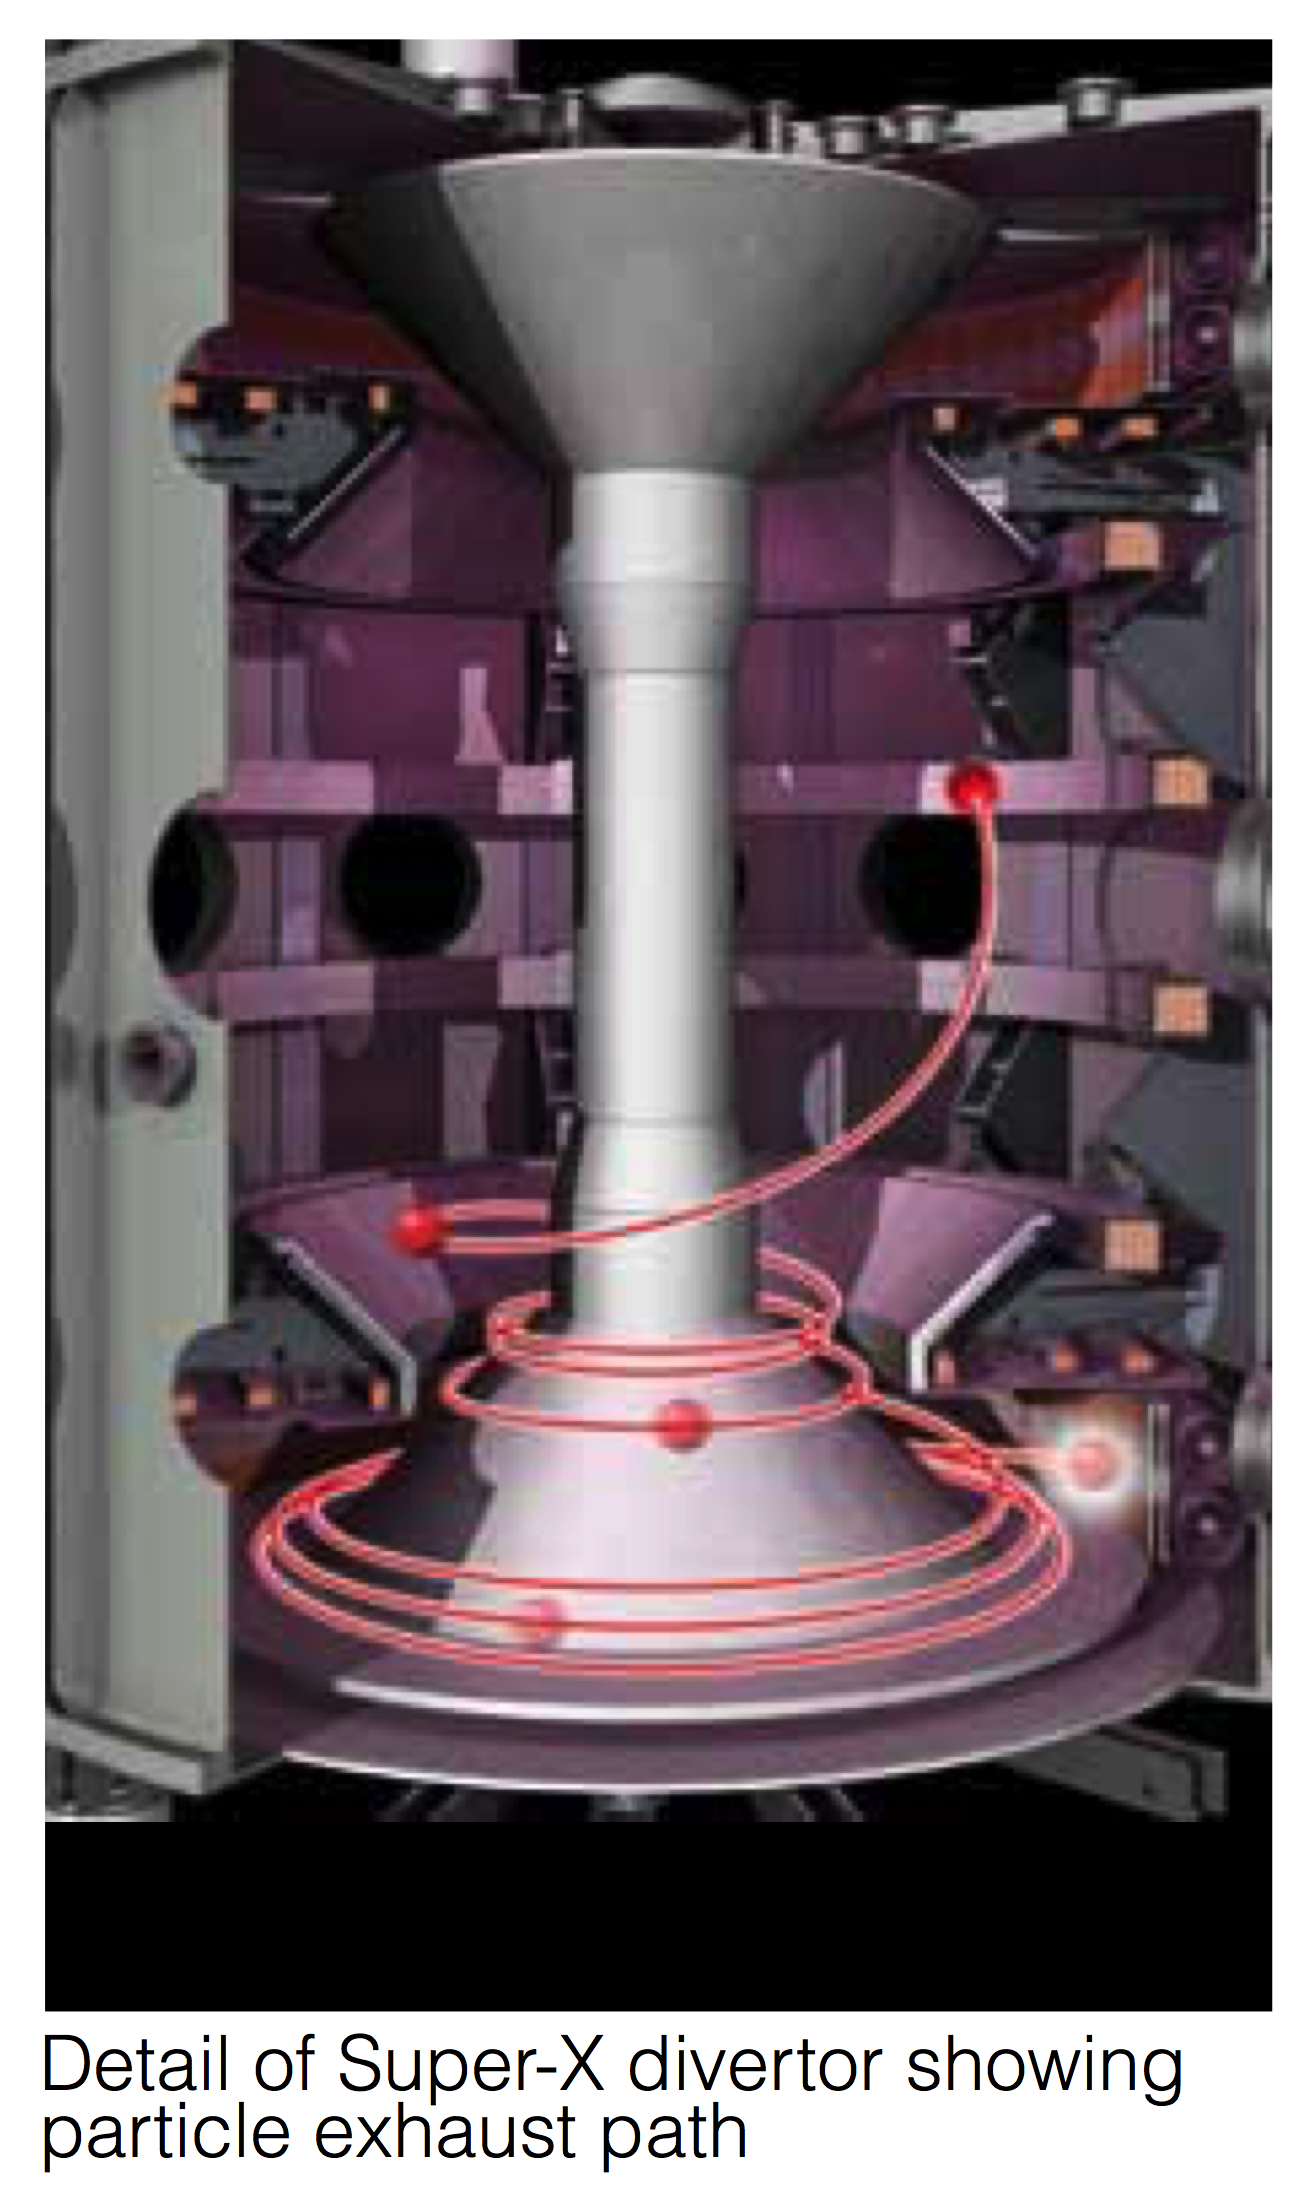 Detail of Super-X divertor showing
particle exhaust path